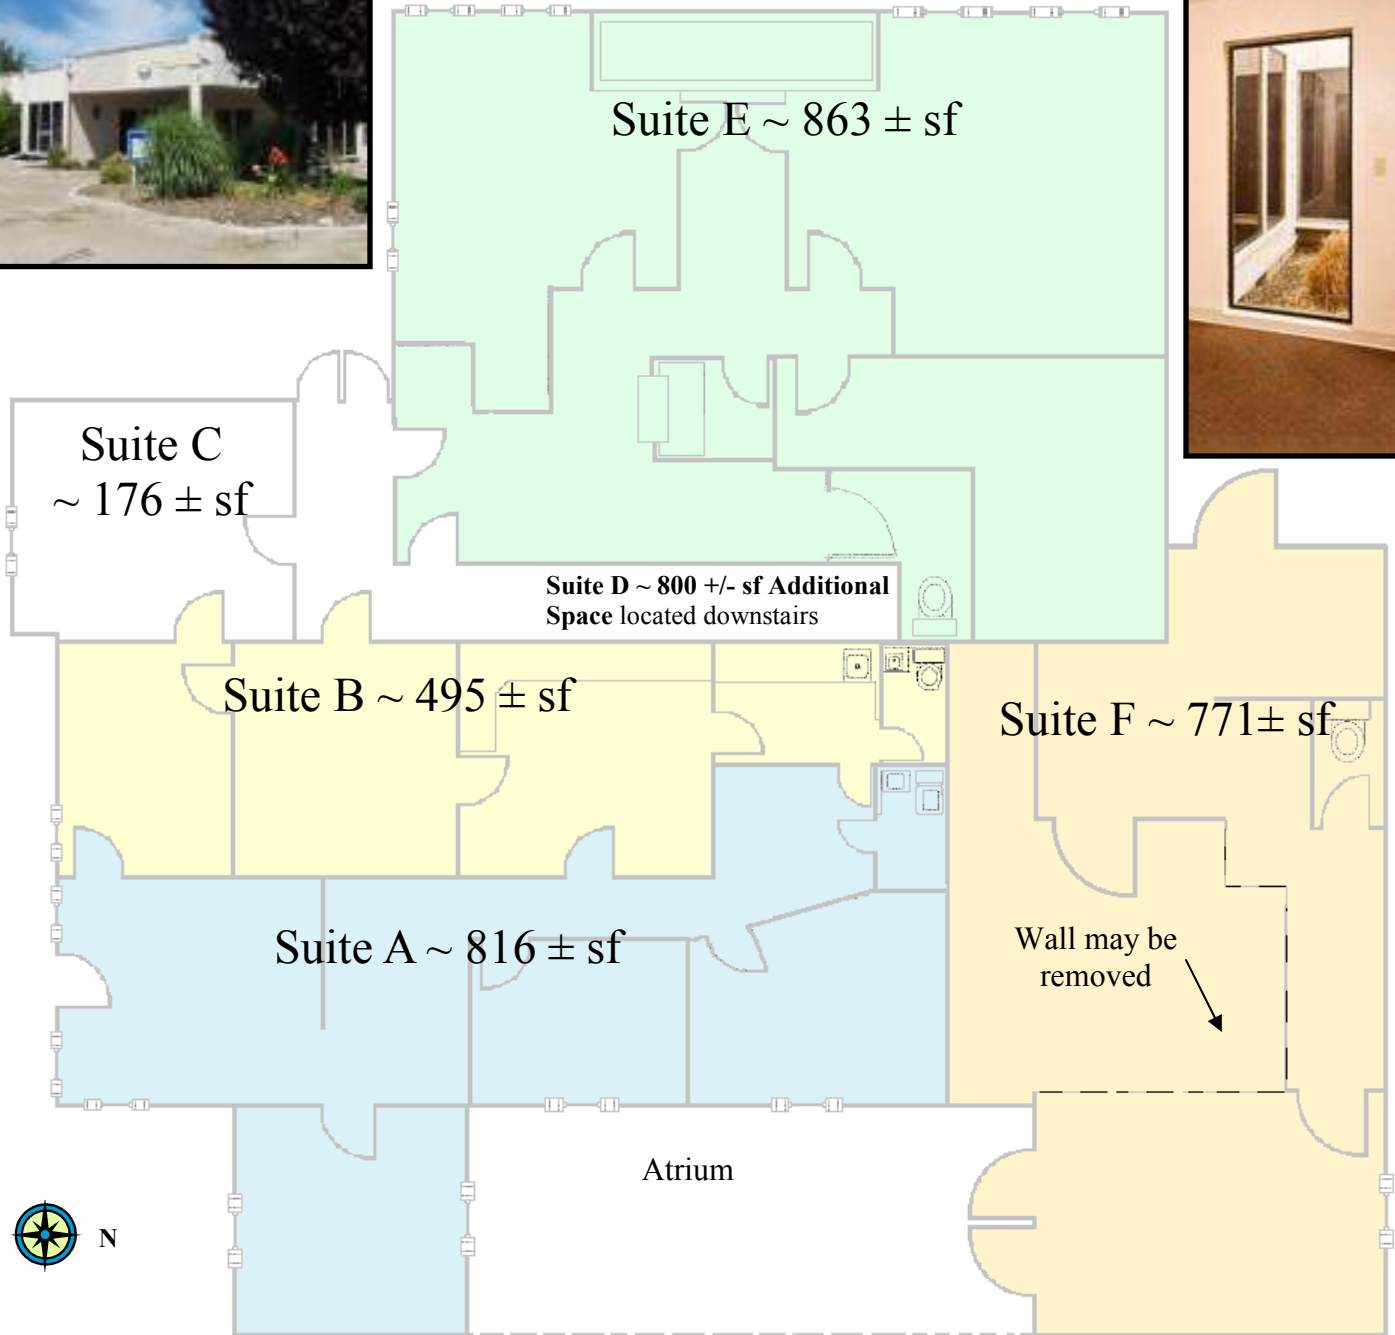 Suite E ~ 863 ± sf
Suite C
~ 176 ± sf
Suite D ~ 800 +/- sf Additional
Space located downstairs
Suite B ~ 495 ± sf
Suite F ~ 771± sf
Suite A ~ 816 ± sf
Wall may be
removed
Atrium
N